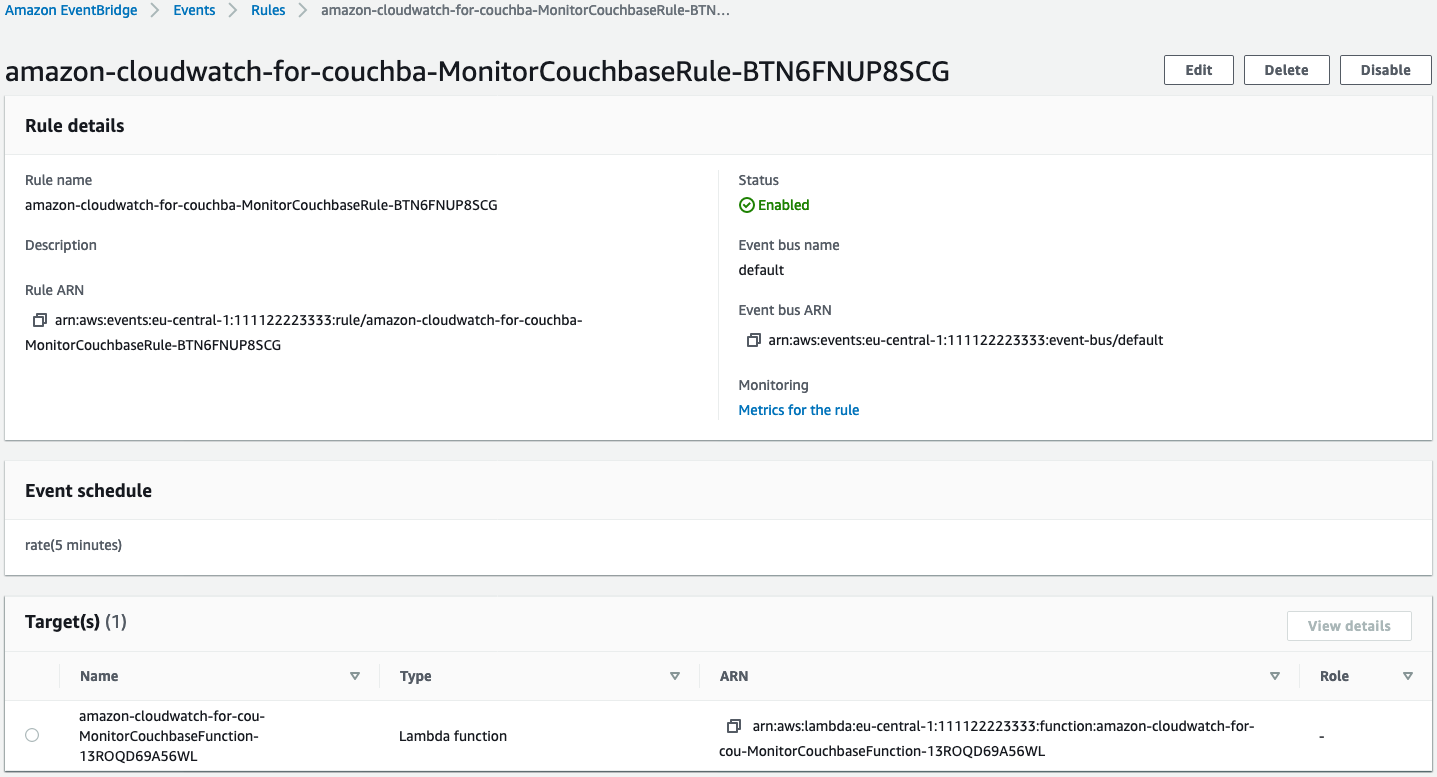 Amazon EventBridge > Events > Rules > amazon-cloudwatch-for-couchba-MonitorCouchbaseRule-BTN...
amazon-cloudwatch-for-couchba-MonitorCouchbaseRule-BTN6FNUP8SCG
Edit
Delete
Disable
Rule details
Rule name
amazon-cloudwatch-for-couchba-MonitorCouchbaseRule-BTN6FNUP8SCG
Description
Rule ARN
arn:aws:events:eu-central-1:111122223333:rule/amazon-cloudwatch-for-couchba-
MonitorCouchbaseRule-BTN6FNUP8SCG
Status
Enabled
Event bus name
default
Event bus ARN
arn:aws:events:eu-central-1:111122223333:event-bus/default
Monitoring
Metrics for the rule
Event schedule
rate(5 minutes)
Target(s) (1)
View details
Name
Type
ARN
Role
amazon-cloudwatch-for-cou-
MonitorCouchbaseFunction-
13ROQD69A56WL
Lambda function
arn:aws:lambda:eu-central-1:111122223333:function:amazon-cloudwatch-for-
cou-MonitorCouchbaseFunction-13ROQD69A56WL
-